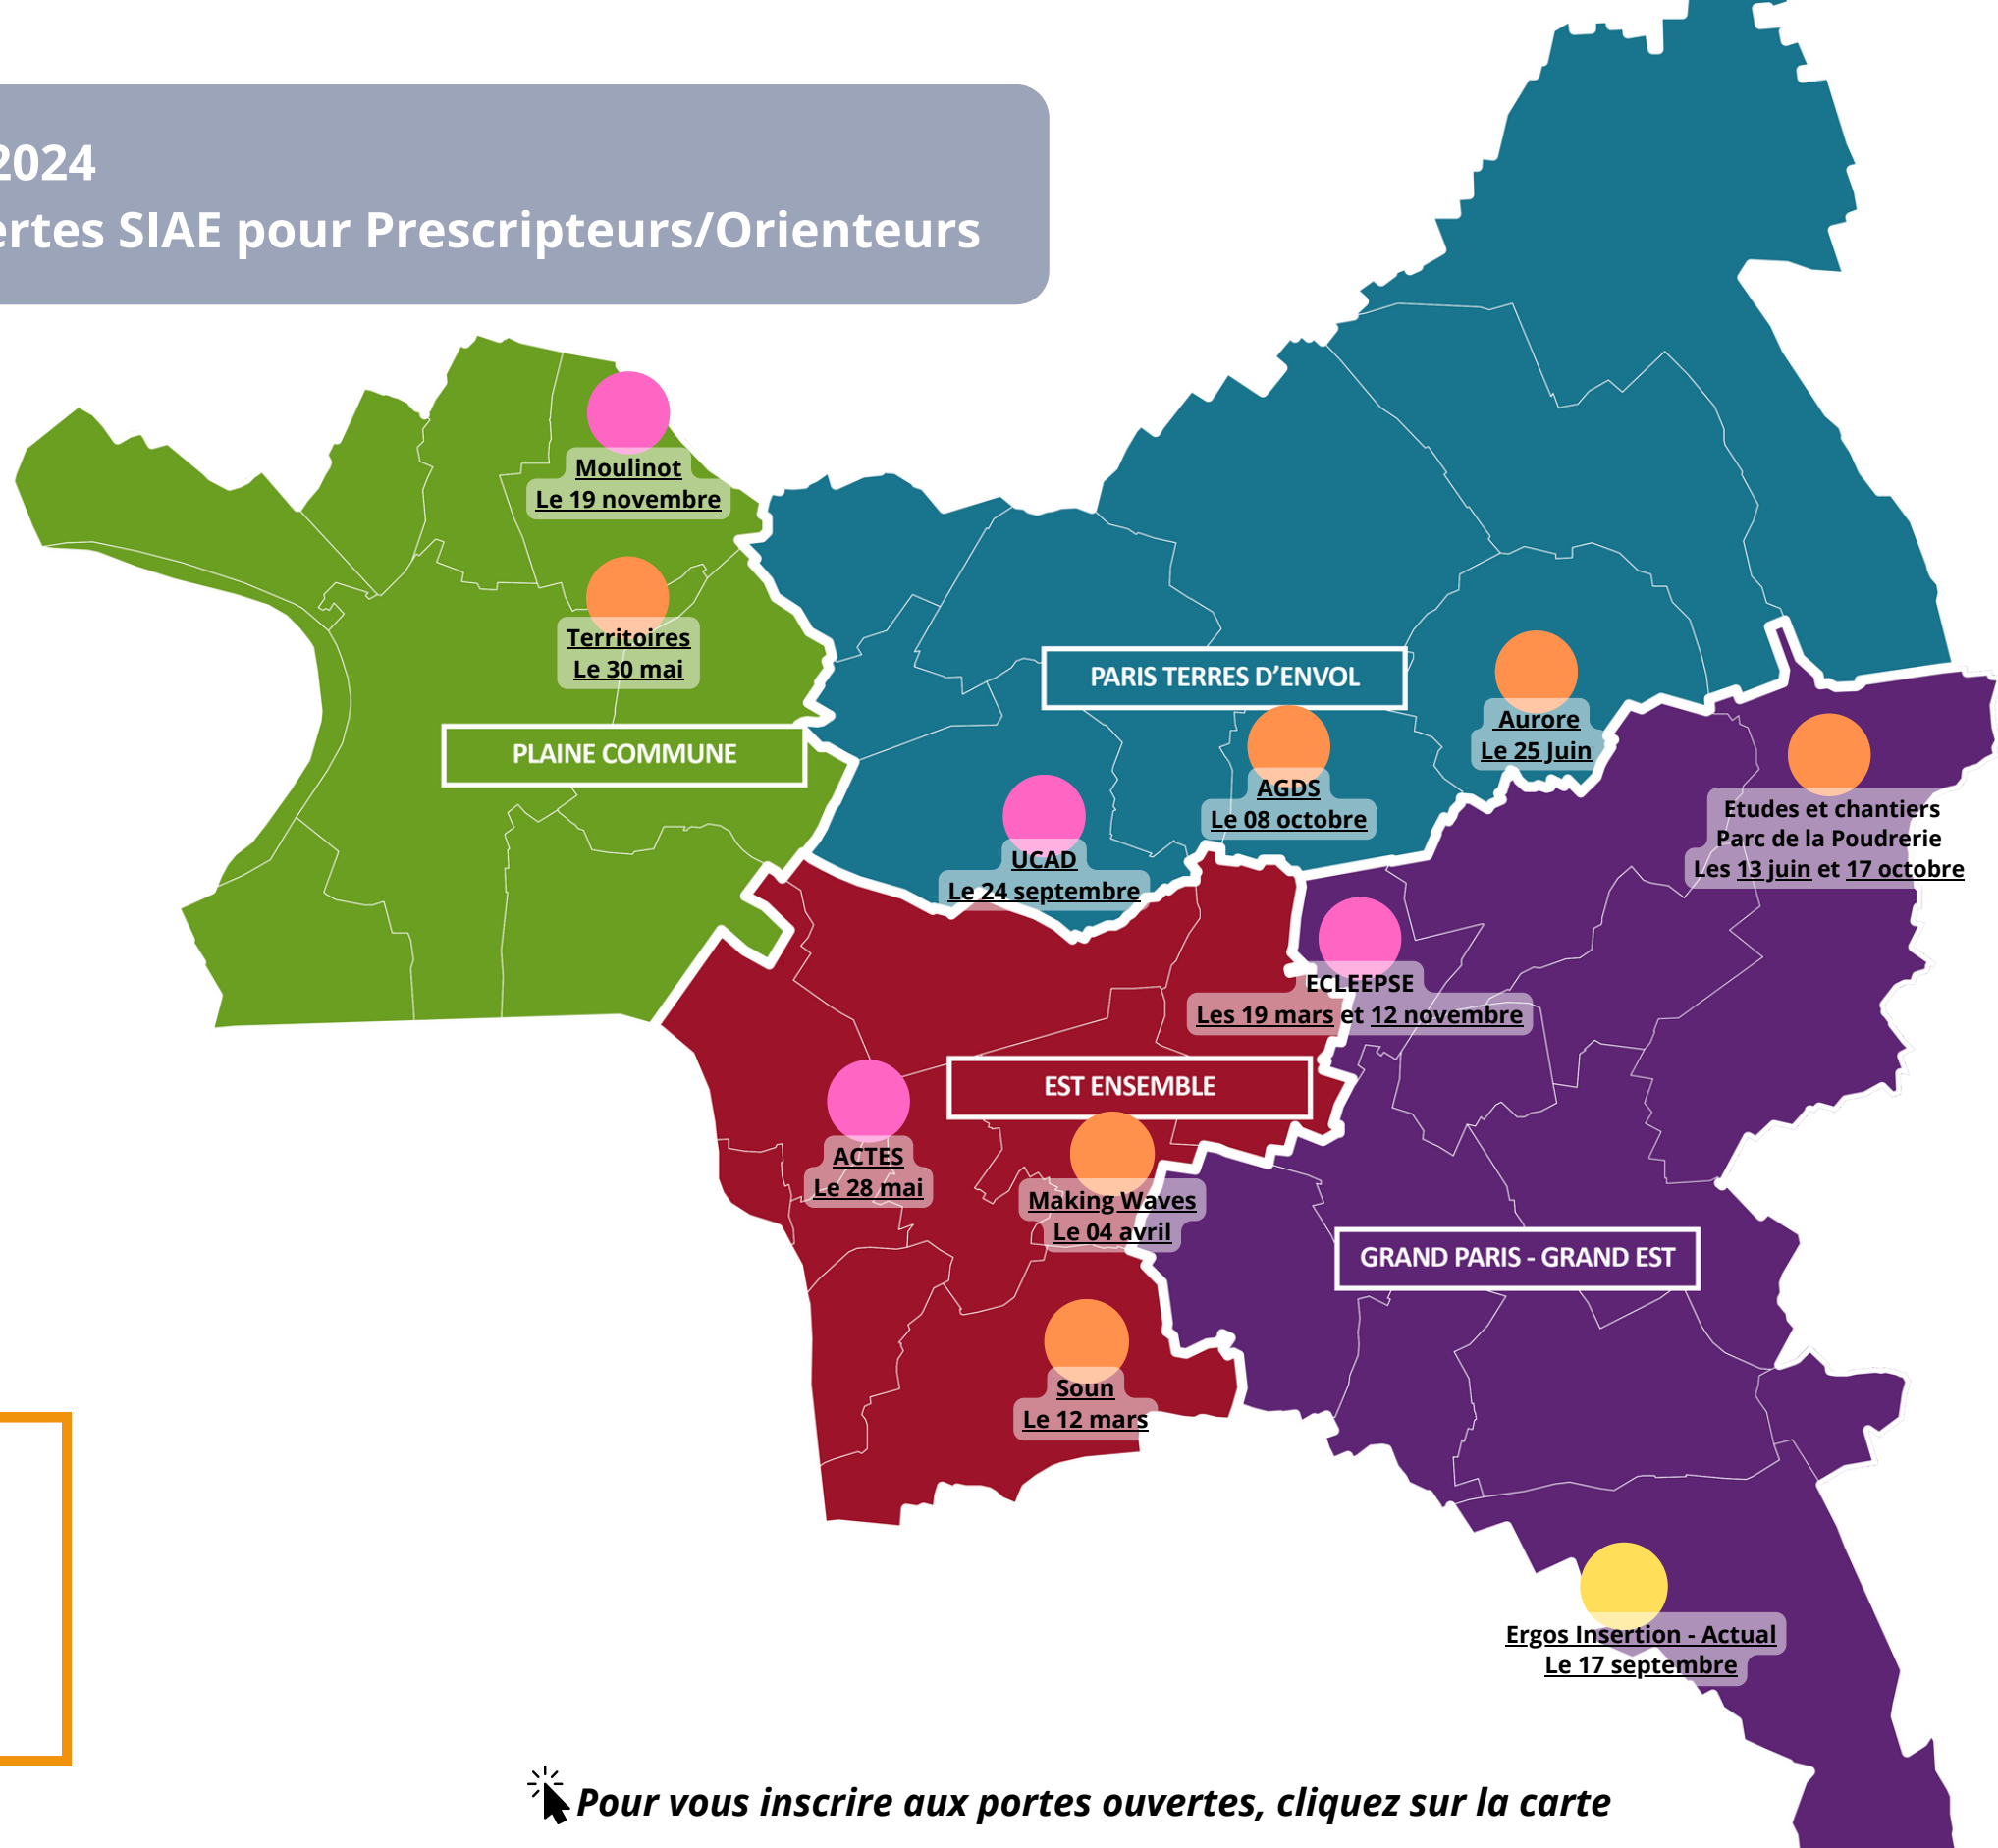 2024
ertes SIAE pour Prescripteurs/Orienteurs
Moulinot
Le 19 novembre
Territoires
Le 30 mai
PLAINE COMMUNE
PARIS TERRES D’ENVOL
Aurore
Le 25 Juin
AGDS
Le 08 octobre
UCAD
Le 24 septembre
Etudes et chantiers
Parc de la Poudrerie
Les 13 juin et 17 octobre
ECLEEPSE
Les 19 mars et 12 novembre
EST ENSEMBLE
ACTES
Le 28 mai
Making Waves
Le 04 avril
GRAND PARIS - GRAND EST
Soun
Le 12 mars
Ergos Insertion - Actual
Le 17 septembre
Pour vous inscrire aux portes ouvertes, cliquez sur la carte